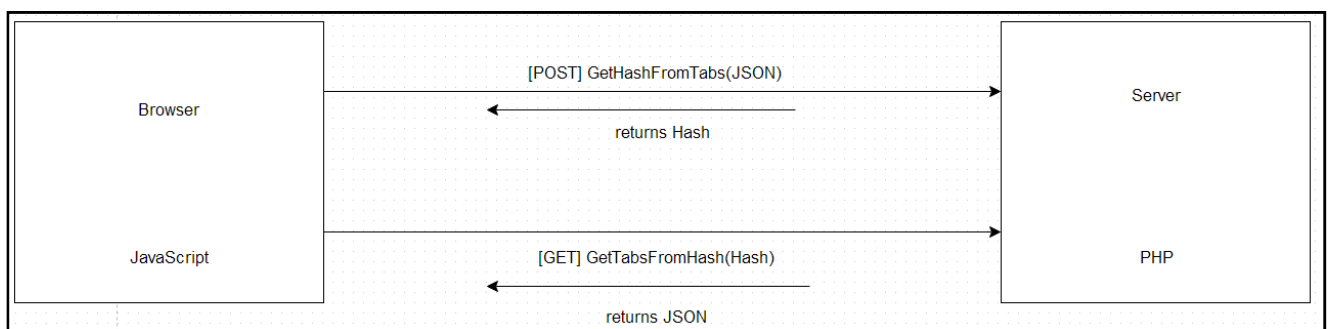 [POST] GetHashFromTabs(JSON)
Browser
Server
returns Hash
JavaScript
[GET] GetTabsFromHash(Hash)
PHP
returns JSON